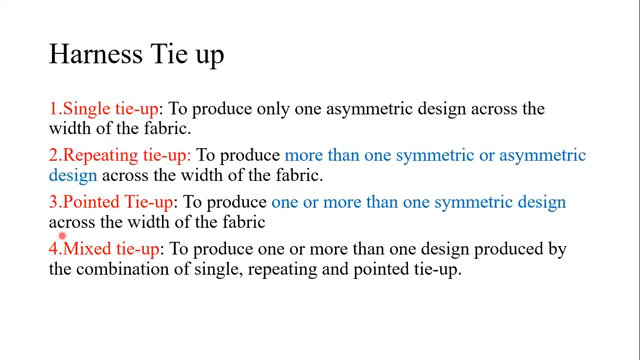 Harness Tie up
1.Single tie-up: To produce only one asymmetric design across the
width of the fabric.
2.Repeating tie-up: To produce more than one symmetric or asymmetric
design across the width of the fabric.
3.Pointed Tie-up: To produce one or more than one symmetric design
across the width of the fabric
4.Mixed tie-up: To produce one or more than one design produced by
the combination of single, repeating and pointed tie-up.